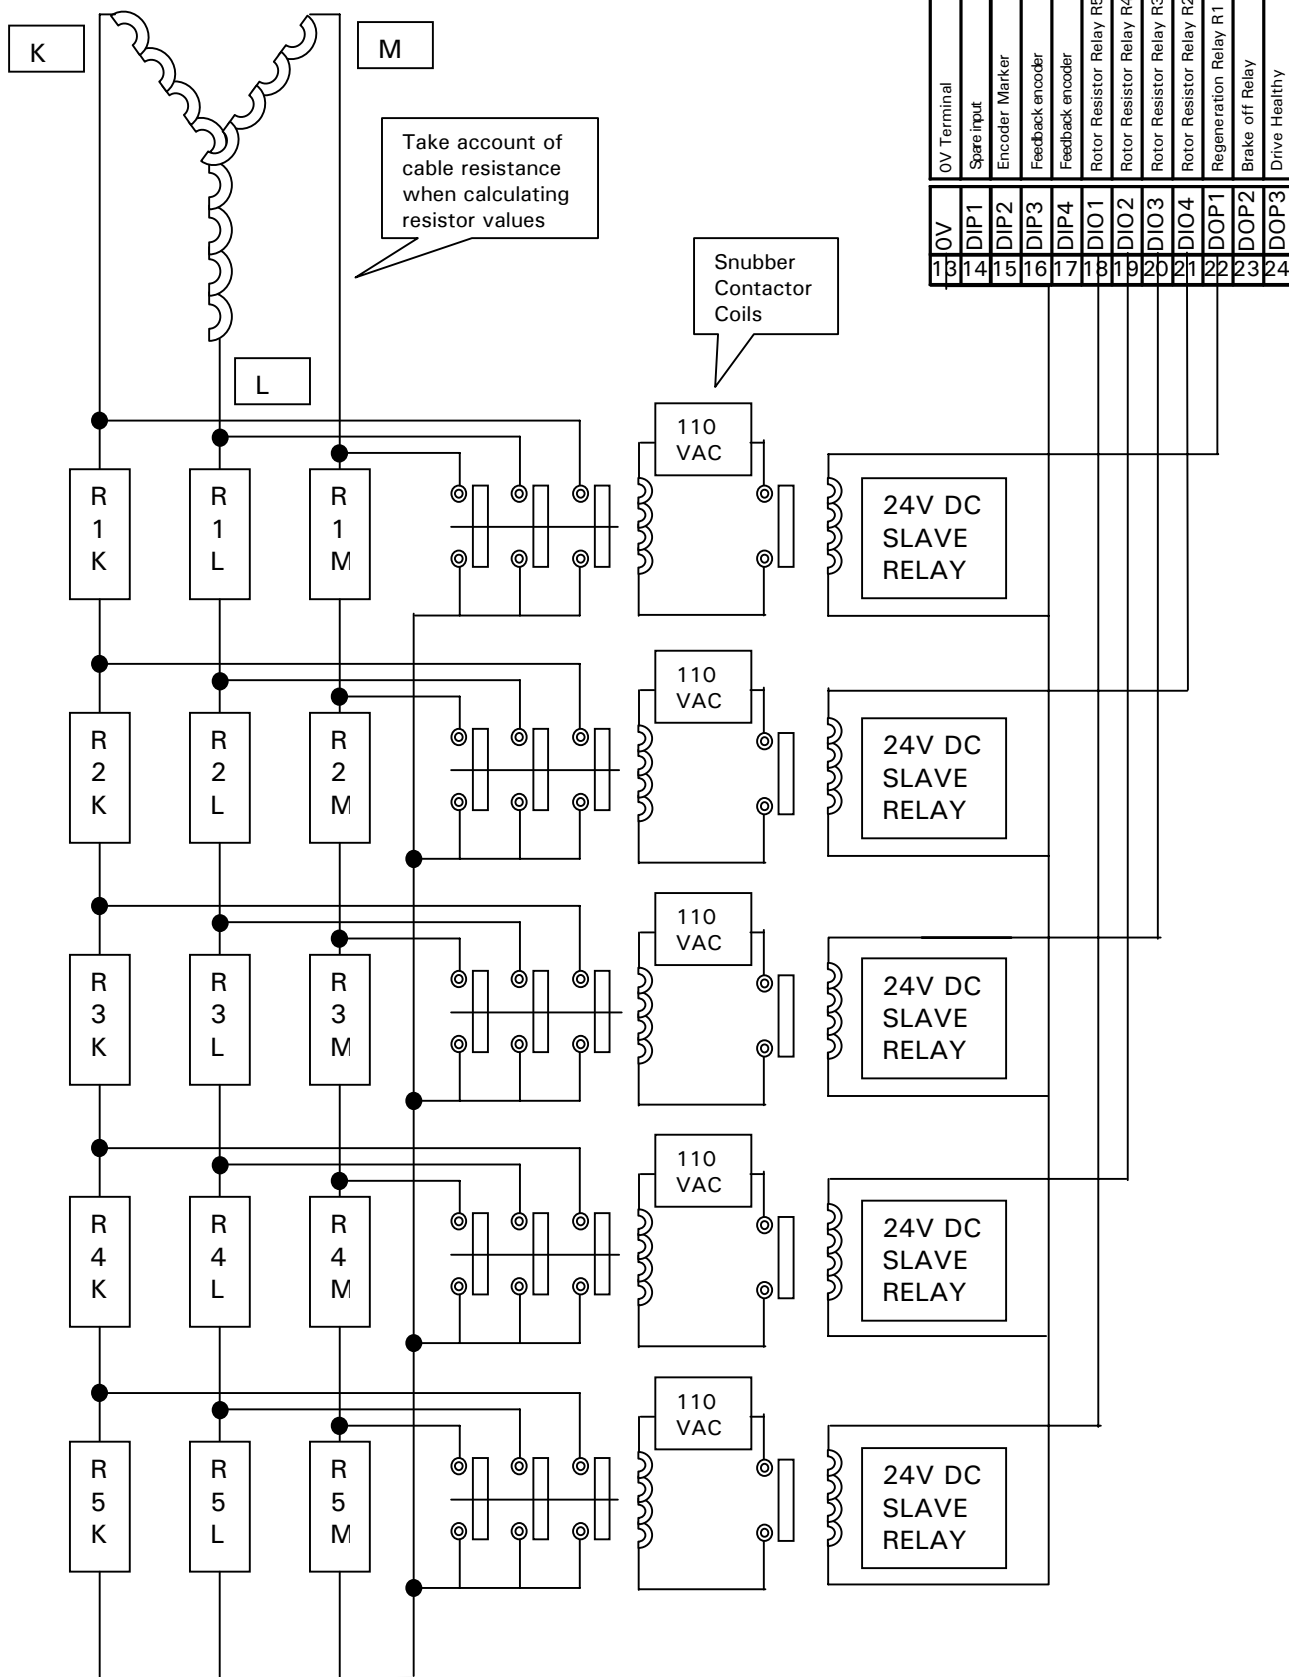 K
M
Take account of
cable resistance
when calculating
resistor values
Snubber
Contactor
Coils
L
0V Terminal
Spare input
Encoder Marker
Feedback encoder
Feedback encoder
Rotor Resistor Relay R5
Rotor Resistor Relay R4
Rotor Resistor Relay R3
Rotor Resistor Relay R2
Regeneration Relay R1
Brake off Relay
Drive Healthy
0V
DIP1
DIP2
DIP3
DIP4
DIO1
DIO2
DIO3
DIO4
DOP1
DOP2
DOP3
13 14 15 16 17 18 19 20 21 22 23 24
R
1
K
R
1
L
R
1
M
110
VAC
24V DC
SLAVE
RELAY
R
2
K
R
2
L
R
2
M
110
VAC
24V DC
SLAVE
RELAY
R
3
K
R
3
L
R
3
M
110
VAC
24V DC
SLAVE
RELAY
R
4
K
R
4
L
R
4
M
110
VAC
24V DC
SLAVE
RELAY
R
5
K
R
5
L
R
5
M
110
VAC
24V DC
SLAVE
RELAY